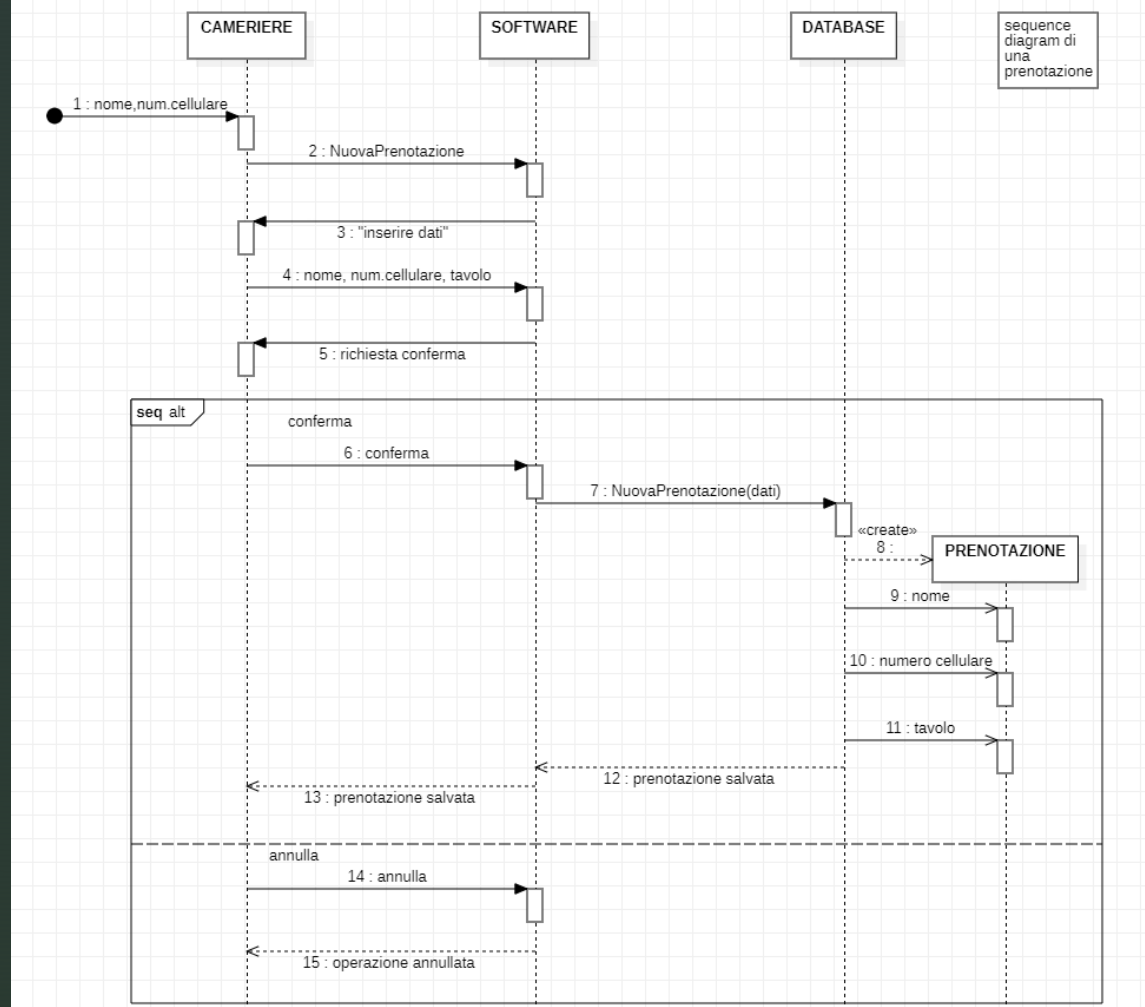 CAMERIERE
SOFTWARE
DATABASE
sequence
diagram di
una
prenotazione
1 : nome,num.cellulare
2 : NuovaPrenotazione
3 : "inserire dati"
4 : nome, num.cellulare, tavolo
5 : richiesta conferma
seq alt
conferma
6 : conferma
7 : NuovaPrenotazione(dati)
«create»
8 :
PRENOTAZIONE
9 : nome
10 : numero cellulare
11 : tavolo
12 : prenotazione salvata
13 : prenotazione salvata
annulla
14 : annulla
15 : operazione annullata